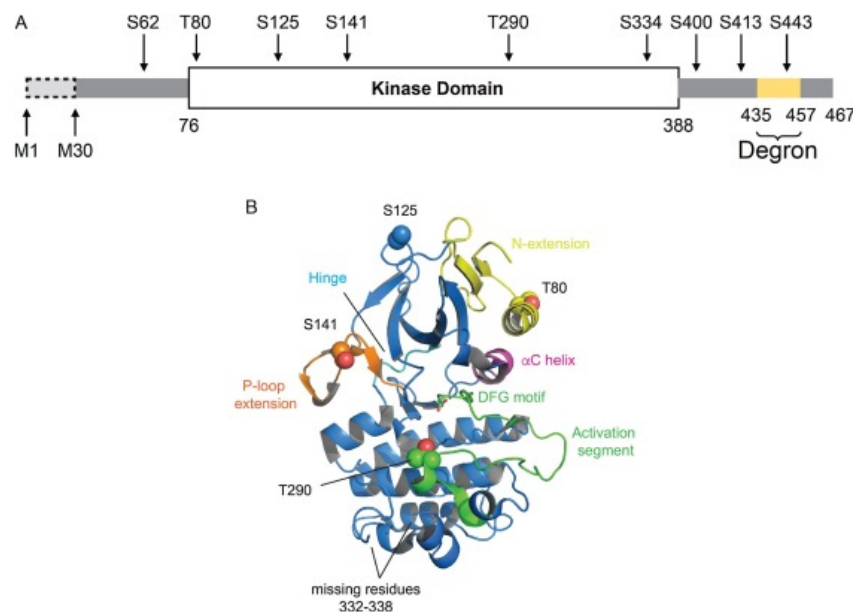 A
S62 T80 S125 S141 T290 S334 S400 S413 S443
Kinase Domain
76 388 435 457 467
M1 M30
Degron
B
S125
N-extension
Hinge
T80
S141
αC helix
P-loop
extension
DFG motif
Activation
segment
T290
missing residues
332-338